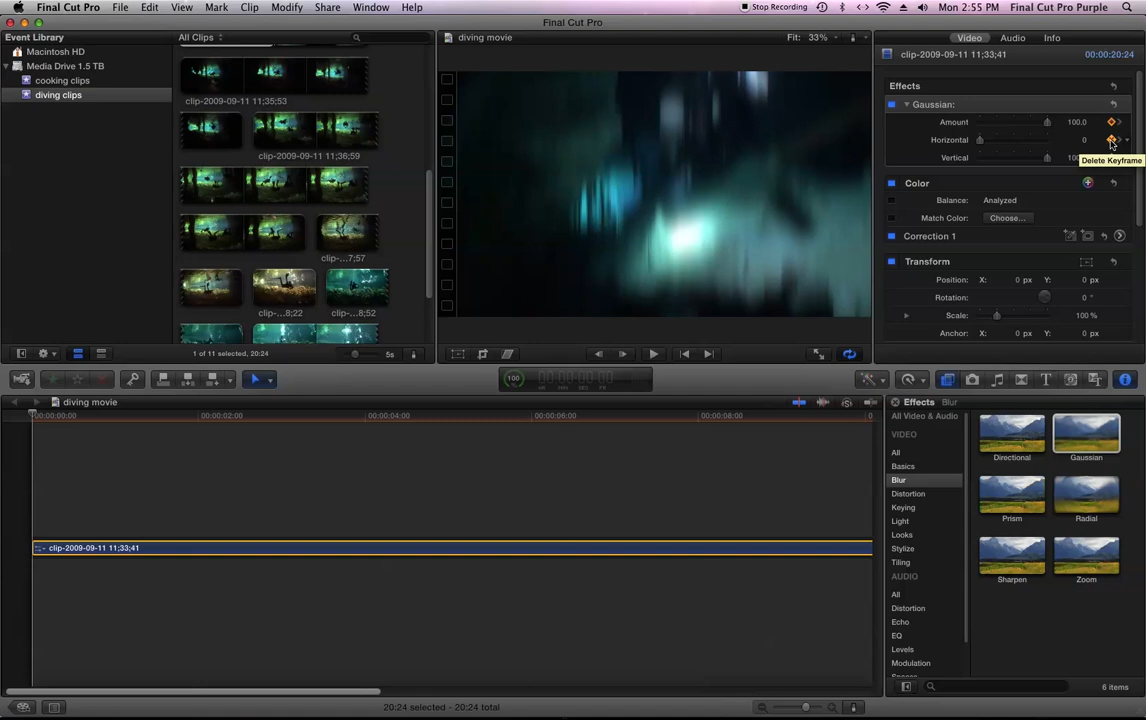 Final Cut Pro File Edit View Mark Clip Modify Share Window Help Stop Recording Mon 2:55 PM Final Cut Pro Purple
Final Cut Pro
Event Library
Macintosh HD
Media Drive 1.5 TB
cooking clips
diving clips
All Clips
clip-2009-09-11 11;35;53
clip-2009-09-11 11;36;59
clip-...7;57
clip-...8;22
clip-...8;52
1 of 11 selected, 20:24
5s
diving movie
Fit: 33%
Video Audio Info
clip-2009-09-11 11;33;41 00:00:20:24
Effects
Gaussian:
Amount 100.0
Horizontal 0
Delete Keyframe
Vertical
Color
Balance: Analyzed
Match Color: Choose...
Correction 1
Transform
Position: X: 0 px Y: 0 px
Rotation: 0 °
Scale: 100 %
Anchor: X: 0 px Y: 0 px
100 00:00:00:00
diving movie
00:00:00:00 00:00:02:00 00:00:04:00 00:00:06:00 00:00:08:00
clip-2009-09-11 11;33;41
Effects Blur
All Video & Audio
VIDEO
All
Basics
Blur
Distortion
Keying
Light
Looks
Stylize
Tiling
AUDIO
All
Distortion
Echo
EQ
Levels
Modulation
Directional Gaussian
Prism Radial
Sharpen Zoom
6 items
20:24 selected - 20:24 total